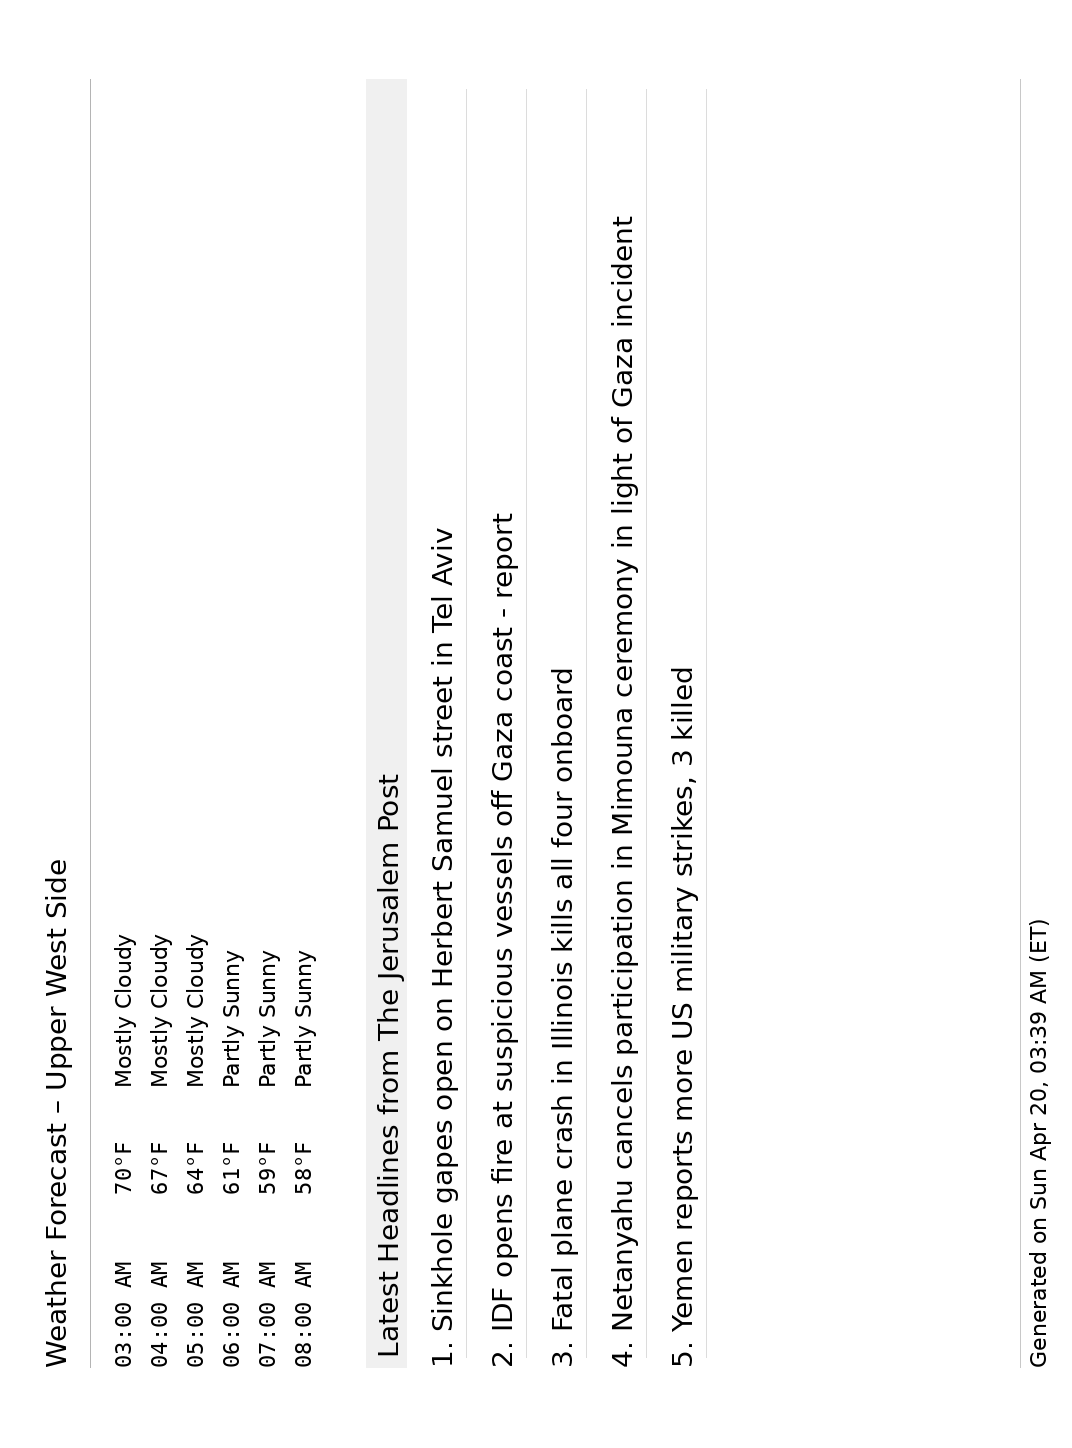 Weather Forecast – Upper West Side
03:00 AM 70°F Mostly Cloudy
04:00 AM 67°F Mostly Cloudy
05:00 AM 64°F Mostly Cloudy
06:00 AM 61°F Partly Sunny
07:00 AM 59°F Partly Sunny
08:00 AM 58°F Partly Sunny
Latest Headlines from The Jerusalem Post
1. Sinkhole gapes open on Herbert Samuel street in Tel Aviv
2. IDF opens fire at suspicious vessels off Gaza coast - report
3. Fatal plane crash in Illinois kills all four onboard
4. Netanyahu cancels participation in Mimouna ceremony in light of Gaza incident
5. Yemen reports more US military strikes, 3 killed
Generated on Sun Apr 20, 03:39 AM (ET)